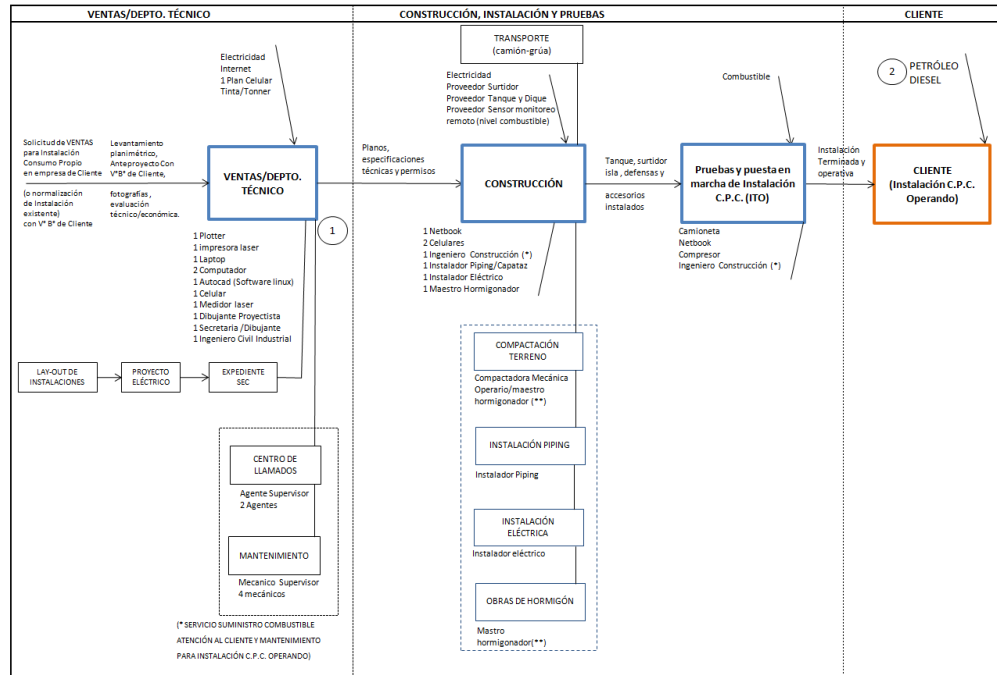 VENTAS/DEPTO. TÉCNICO
CONSTRUCCIÓN, INSTALACIÓN Y PRUEBAS
CLIENTE
Electricidad
Internet
1 Plan Celular
Tinta/Tonner
Solicitud de VENTAS
para Instalación
Consumo Propio
en empresa de Cliente
(o normalización
de Instalación
existente)
con V° B° de Cliente
Levantamiento
planimétrico,
Anteproyecto Con
V°B° de Cliente,
fotografías,
evaluación
técnico/económica.
VENTAS/DEPTO.
TÉCNICO
1
1 Plotter
1 impresora laser
1 Laptop
2 Computador
1 Autocad (Software linux)
1 Celular
1 Medidor laser
1 Dibujante Proyectista
1 Secretaria /Dibujante
1 Ingeniero Civil Industrial
LAY-OUT DE
INSTALACIONES
PROYECTO
ELÉCTRICO
EXPEDIENTE
SEC
CENTRO DE
LLAMADOS
Agente Supervisor
2 Agentes
MANTENIMIENTO
Mecanico Supervisor
4 mecánicos
(* SERVICIO SUMINISTRO COMBUSTIBLE
ATENCIÓN AL CLIENTE Y MANTENIMIENTO
PARA INSTALACIÓN C.P.C. OPERANDO)
TRANSPORTE
(camión-grúa)
Electricidad
Proveedor Surtidor
Proveedor Tanque y Dique
Proveedor Sensor monitoreo
remoto (nivel combustible)
Planos,
especificaciones
técnicas y permisos
CONSTRUCCIÓN
1 Netbook
2 Celulares
1 Ingeniero Construcción (*)
1 Instalador Piping/Capataz
1 Instalador Eléctrico
1 Maestro Hormigonador
COMPACTACIÓN
TERRENO
Compactadora Mecánica
Operario/maestro
hormigonador (**)
INSTALACIÓN PIPING
Instalador Piping
INSTALACIÓN
ELÉCTRICA
Instalador eléctrico
OBRAS DE HORMIGÓN
Mastro
hormigonador(**)
Tanque, surtidor
isla , defensas y
accesorios
instalados
Combustible
Pruebas y puesta en
marcha de Instalación
C.P.C. (ITO)
Camioneta
Netbook
Compresor
Ingeniero Construcción (*)
Instalación
Terminada y
operativa
2
PETRÓLEO
DIESEL
CLIENTE
(Instalación C.P.C.
Operando)